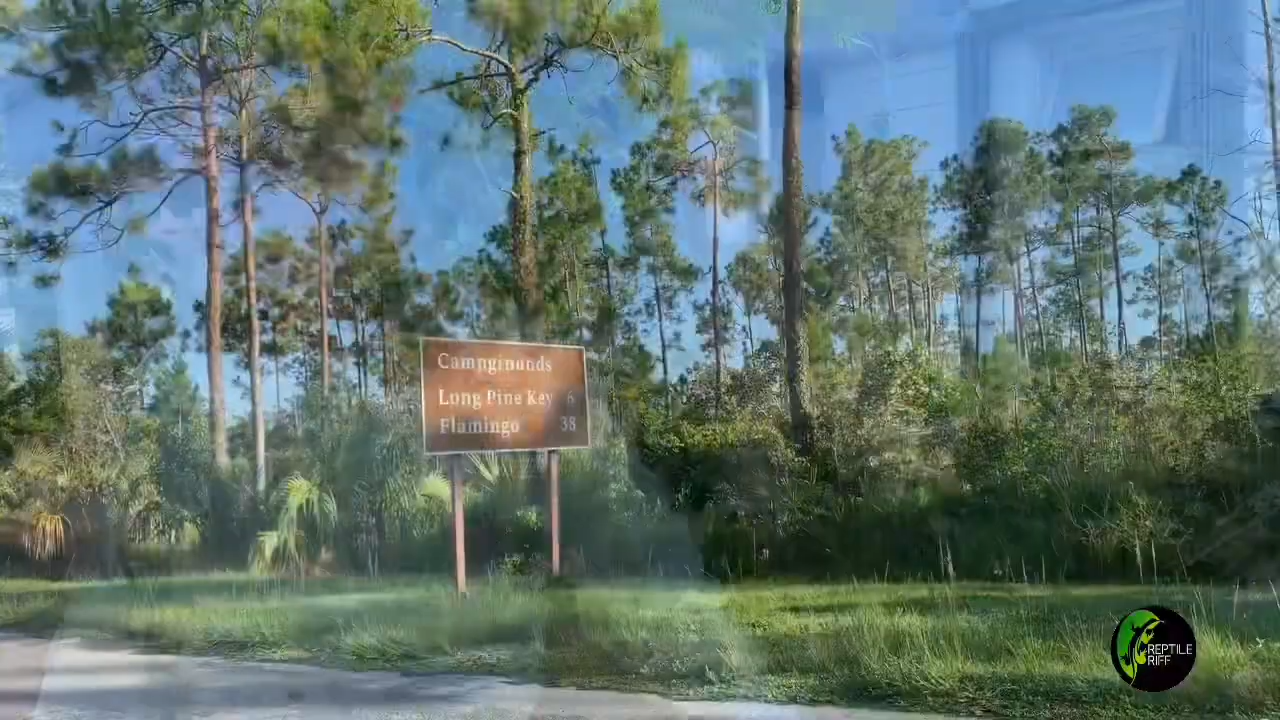 Campgrounds
Long Pine Key 6
Flamingo 38
REPTILE
RIFF